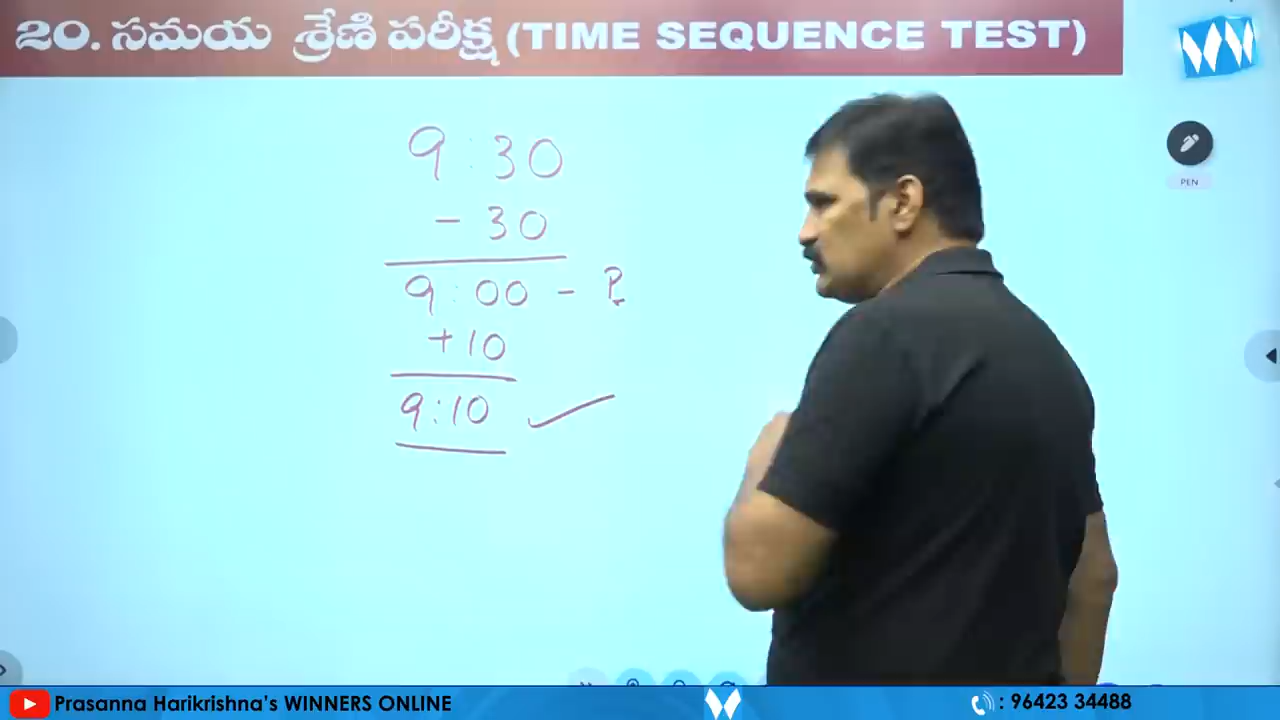 20. సమయ శ్రేణి పరీక్ష (TIME SEQUENCE TEST)
9:30
- 30
9:00 -
+10
9:10
PEN
Prasanna Harikrishna's WINNERS ONLINE
: 96423 34488